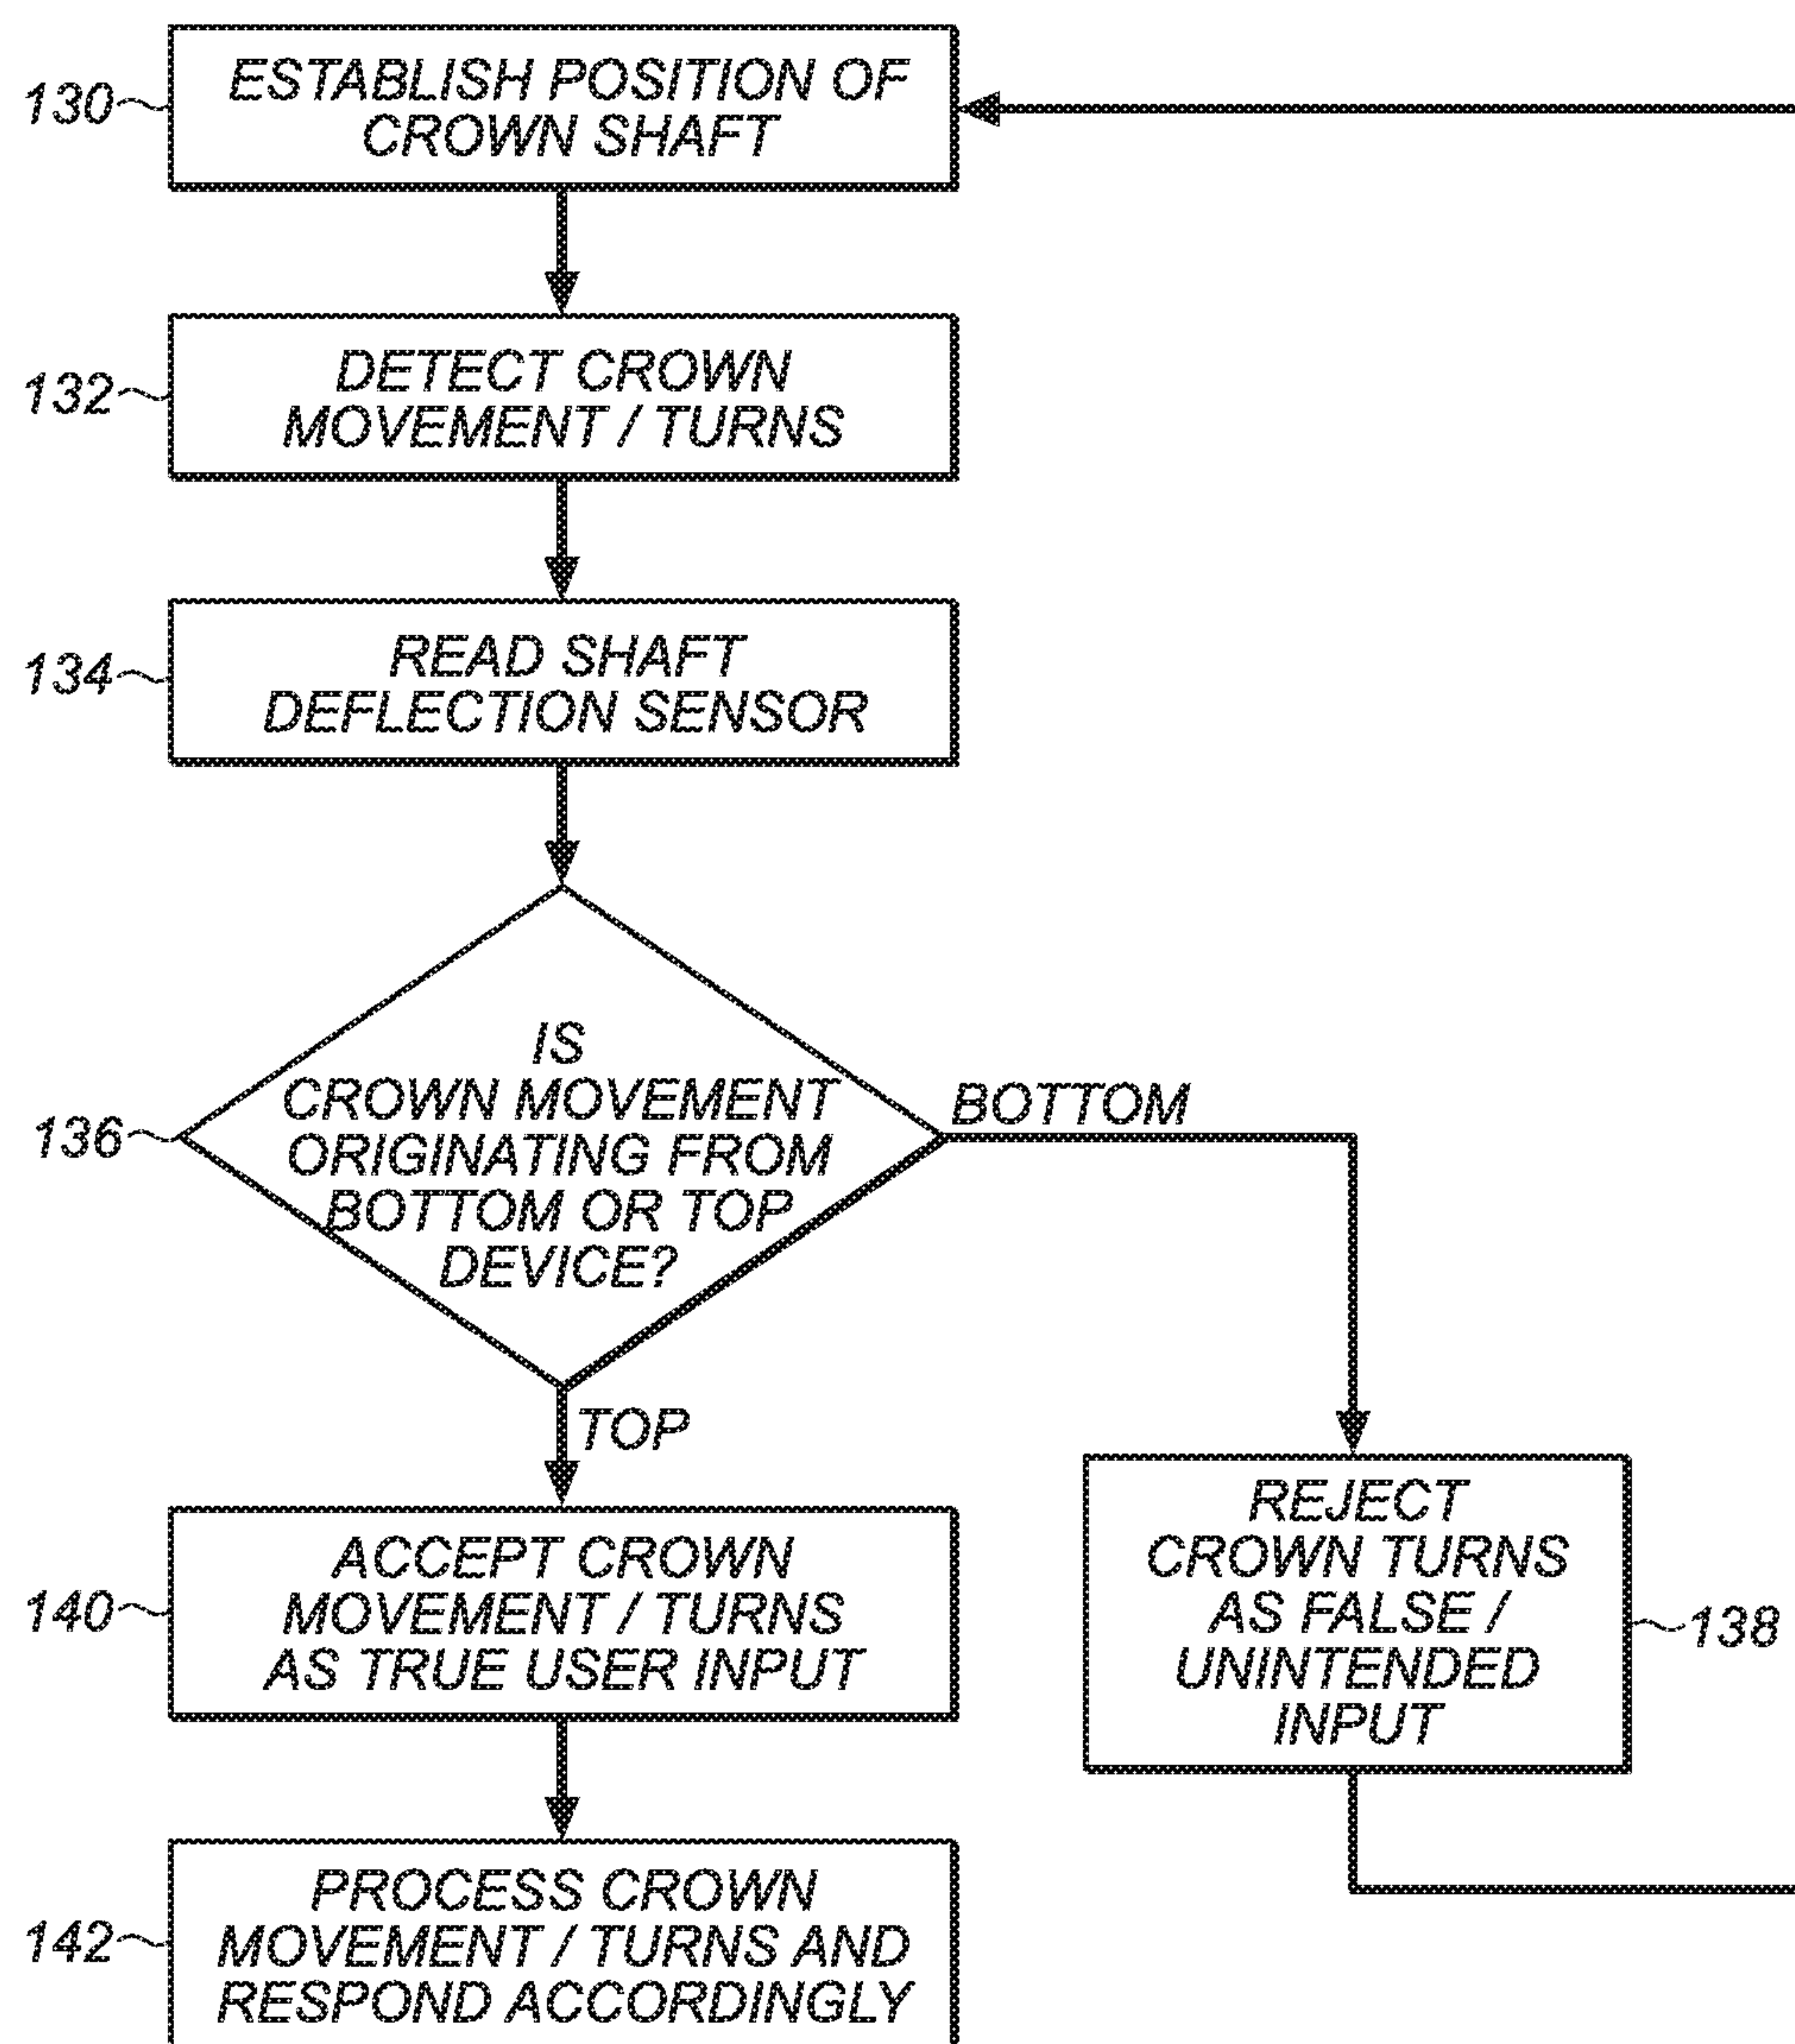 130
ESTABLISH POSITION OF
CROWN SHAFT
132
DETECT CROWN
MOVEMENT / TURNS
134
READ SHAFT
DEFLECTION SENSOR
136
IS
CROWN MOVEMENT
ORIGINATING FROM
BOTTOM OR TOP
DEVICE?
BOTTOM
TOP
140
ACCEPT CROWN
MOVEMENT / TURNS
AS TRUE USER INPUT
REJECT
CROWN TURNS
AS FALSE /
UNINTENDED
INPUT
138
142
PROCESS CROWN
MOVEMENT / TURNS AND
RESPOND ACCORDINGLY